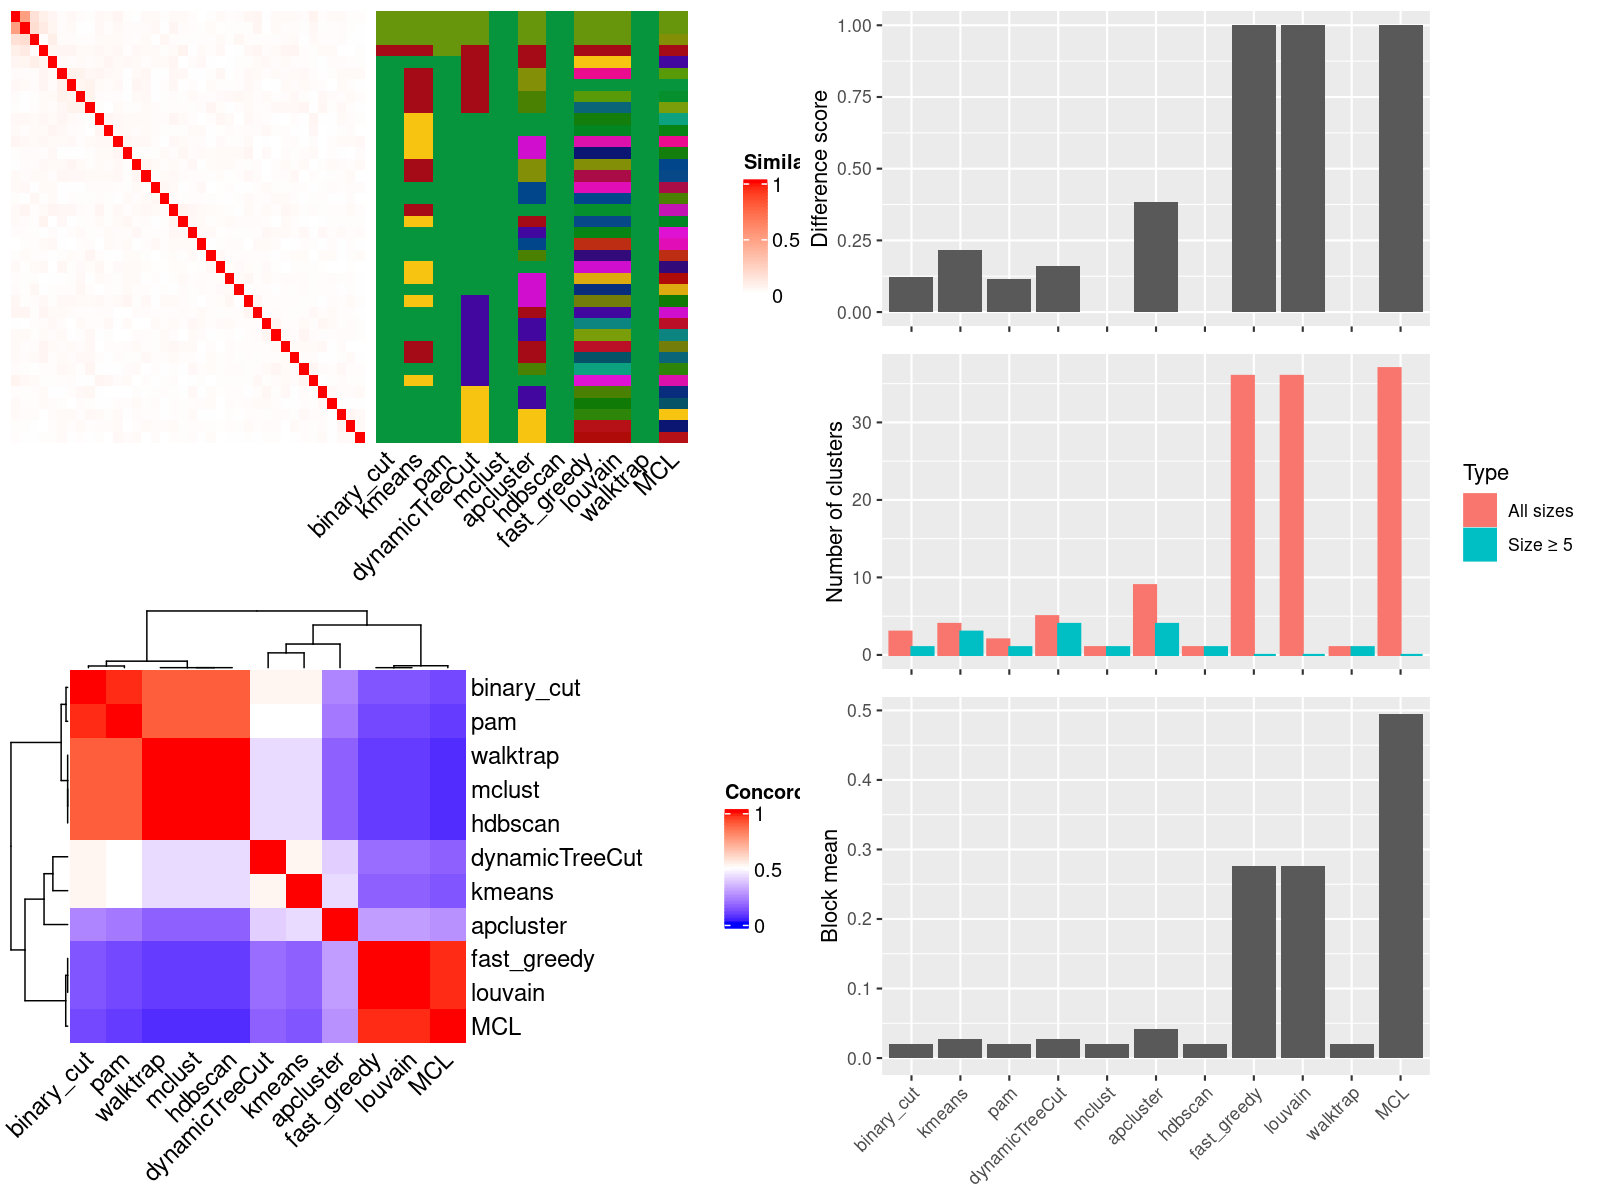 Simila
1
0.5
0
binary_cut
kmeans
pam
dynamicTreeCut
mclust
apcluster
hdbscan
fast_greedy
louvain
walktrap
MCL
binary_cut
pam
walktrap
mclust
hdbscan
dynamicTreeCut
kmeans
apcluster
fast_greedy
louvain
MCL
Concord
1
0.5
0
binary_cut
pam
walktrap
mclust
hdbscan
dynamicTreeCut
kmeans
apcluster
fast_greedy
louvain
MCL
Difference score
1.00
0.75
0.50
0.25
0.00
Number of clusters
30
20
10
0
Type
All sizes
Size ≥ 5
Block mean
0.5
0.4
0.3
0.2
0.1
0.0
binary_cut
kmeans
pam
dynamicTreeCut
mclust
apcluster
hdbscan
fast_greedy
louvain
walktrap
MCL